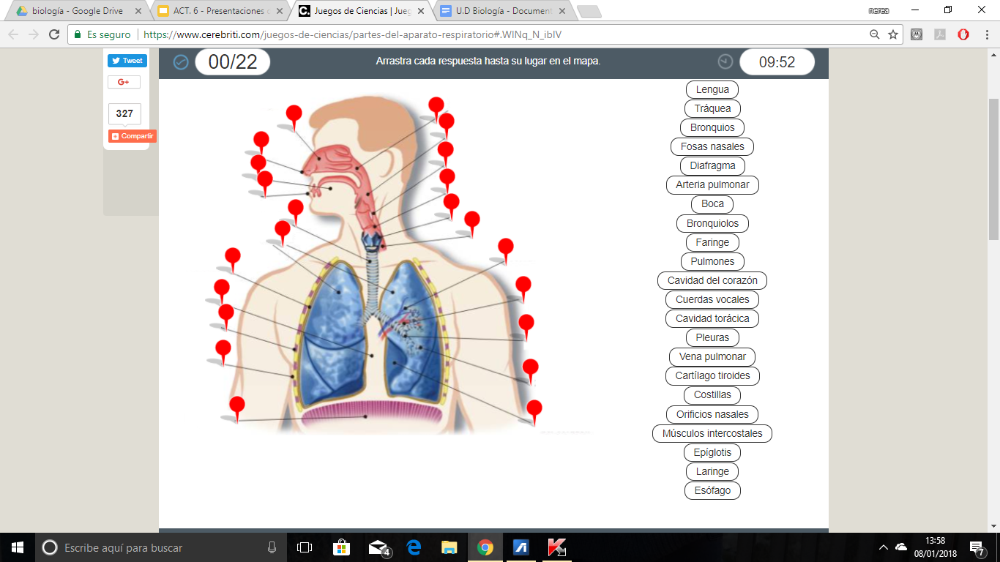 biología - Google Drive
ACT. 6 - Presentaciones
Juegos de Ciencias | Jueg
U.D Biología - Document
nerea
Es seguro
https://www.cerebriti.com/juegos-de-ciencias/partes-del-aparato-respiratorio#.WlNq_N_ibIV
Tweet
G+
327
Compartir
00/22
Arrastra cada respuesta hasta su lugar en el mapa.
09:52
Lengua
Tráquea
Bronquios
Fosas nasales
Diafragma
Arteria pulmonar
Boca
Bronquiolos
Faringe
Pulmones
Cavidad del corazón
Cuerdas vocales
Cavidad torácica
Pleuras
Vena pulmonar
Cartílago tiroides
Costillas
Orificios nasales
Músculos intercostales
Epíglotis
Laringe
Esófago
Escribe aquí para buscar
4
13:58
08/01/2018
7